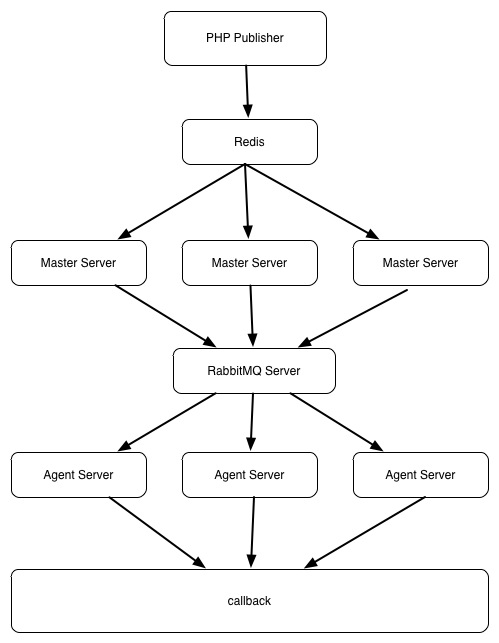 PHP Publisher
Redis
Master Server
Master Server
Master Server
RabbitMQ Server
Agent Server
Agent Server
Agent Server
callback